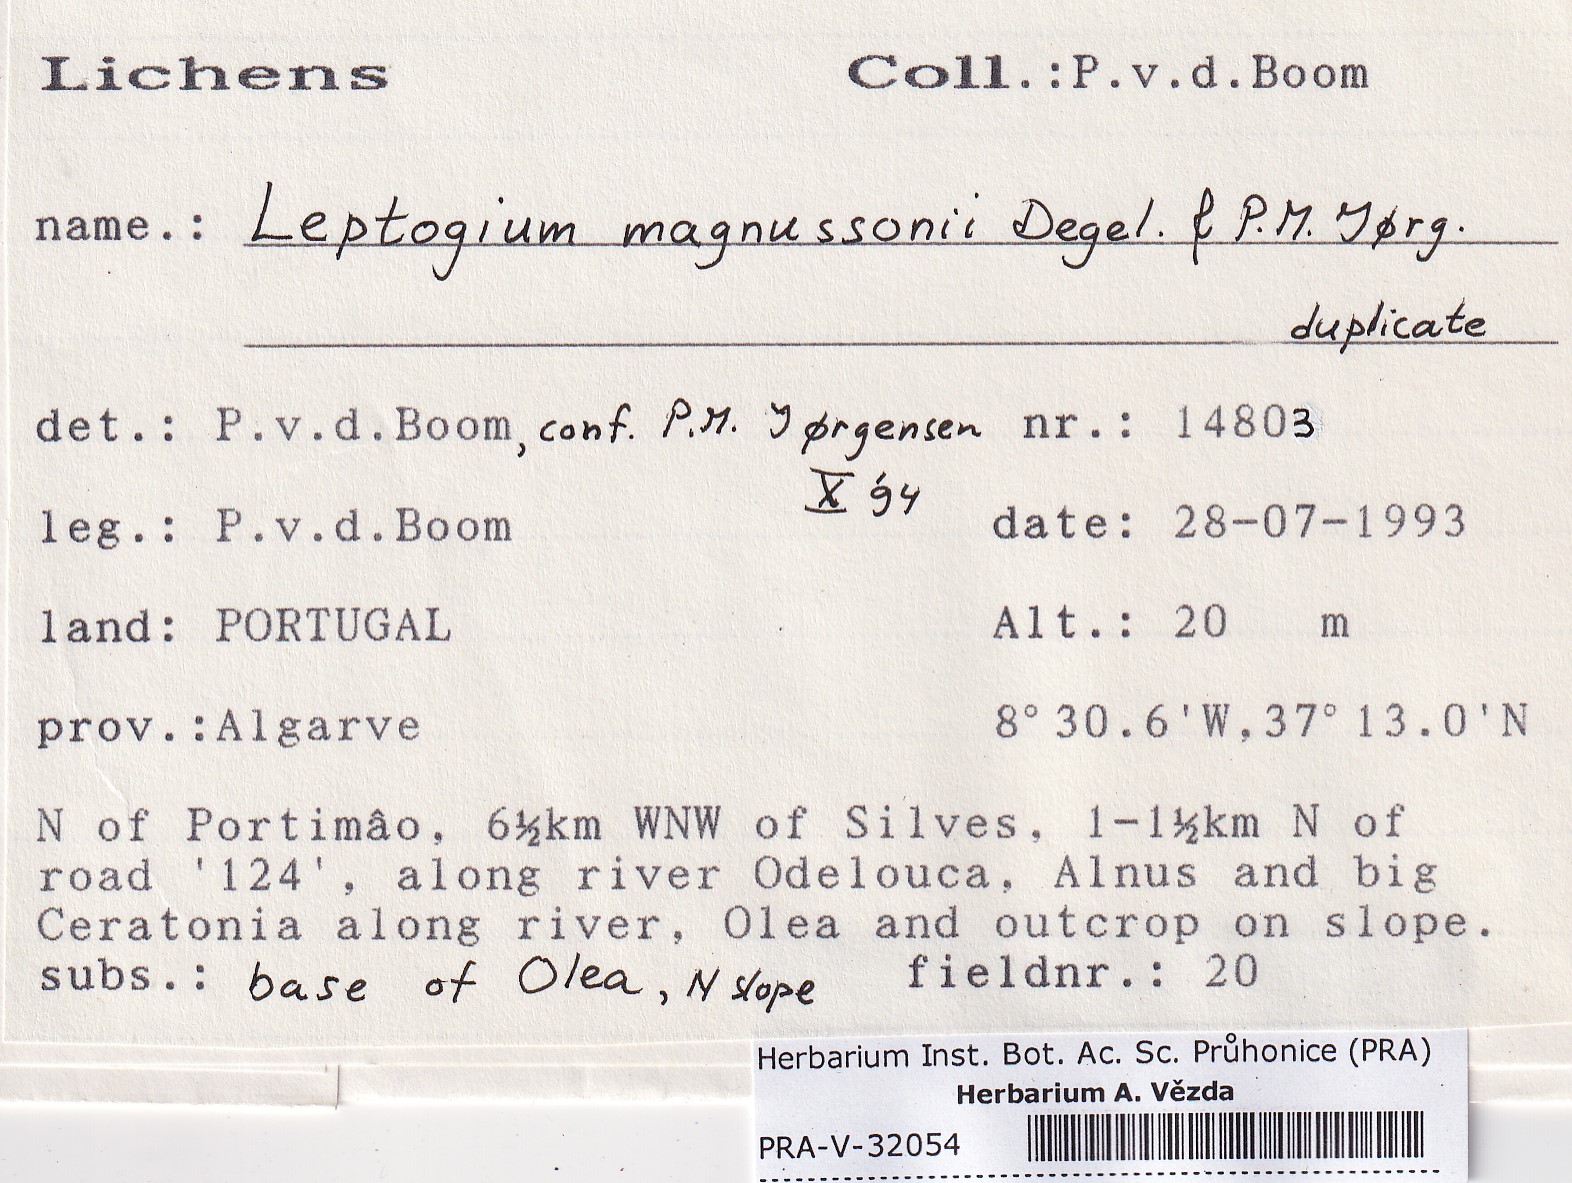 Lichens Coll.:P.v.d.Boom
name.: Leptogium magnussonii Degel. & P.M. Jørg.
duplicate
det.: P.v.d.Boom, conf. P.M. Jørgensen nr.: 14803
X '94
leg.: P.v.d.Boom date: 28-07-1993
land: PORTUGAL Alt.: 20 m
prov.:Algarve 8°30.6'W,37°13.0'N
N of Portimâo, 6½km WNW of Silves, 1-1½km N of
road '124', along river Odelouca, Alnus and big
Ceratonia along river, Olea and outcrop on slope.
subs.: base of Olea, N slope fieldnr.: 20
Herbarium Inst. Bot. Ac. Sc. Průhonice (PRA)
Herbarium A. Vězda
PRA-V-32054